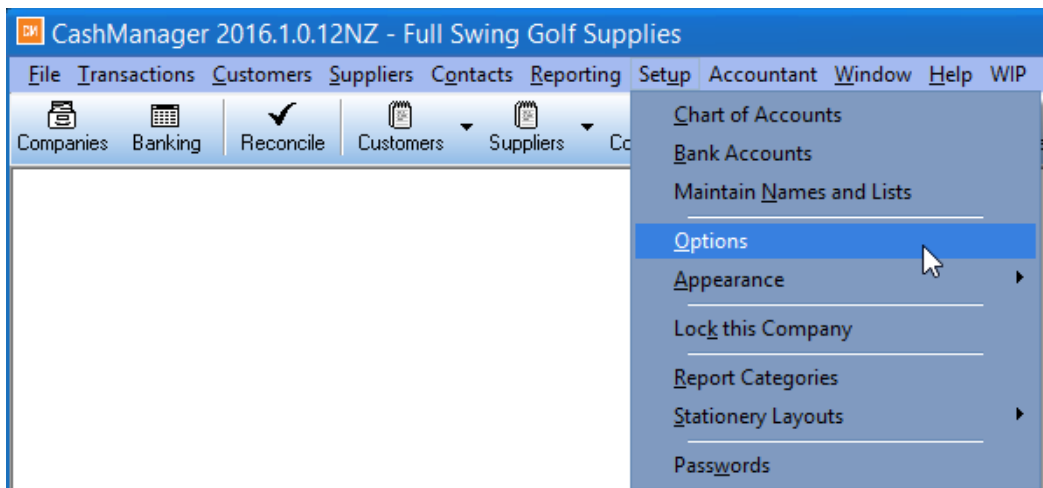 CashManager 2016.1.0.12NZ - Full Swing Golf Supplies
File Transactions Customers Suppliers Contacts Reporting Setup Accountant Window Help WIP
Companies Banking Reconcile Customers Suppliers
Chart of Accounts
Bank Accounts
Maintain Names and Lists
Options
Appearance
Lock this Company
Report Categories
Stationery Layouts
Passwords